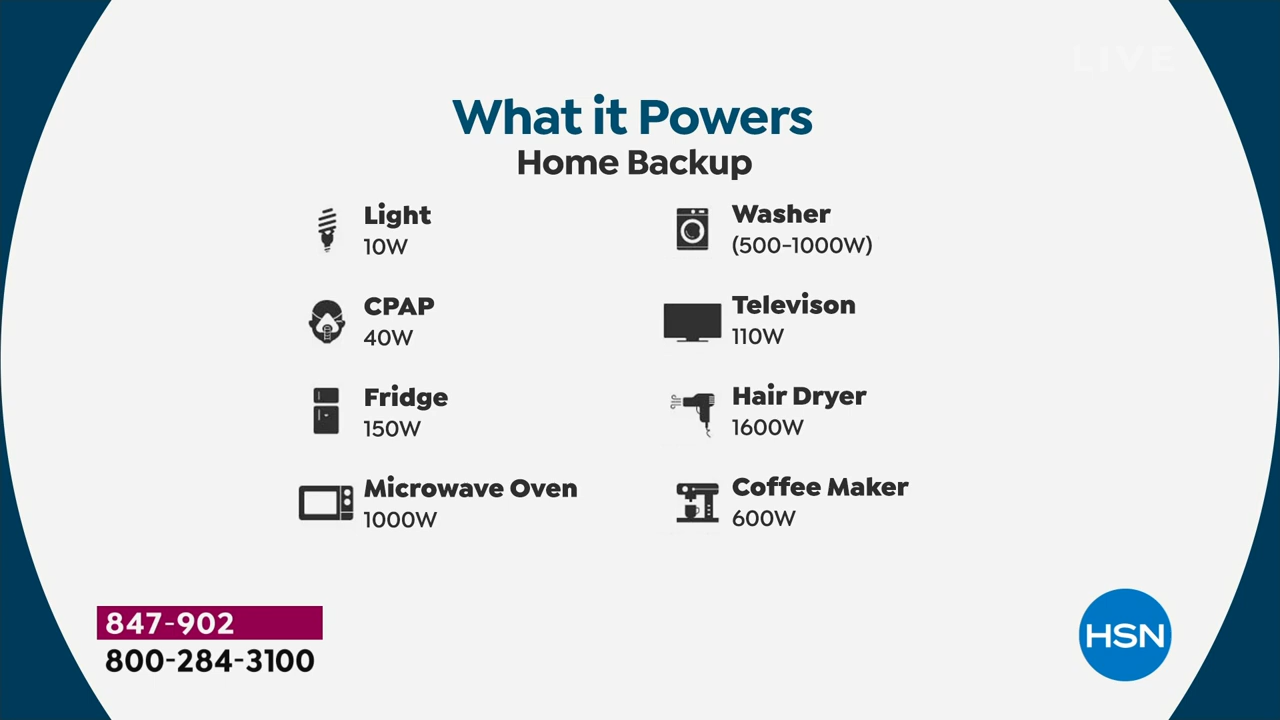 LIVE
What it Powers
Home Backup
Light
10W
CPAP
40W
Fridge
150W
Microwave Oven
1000W
Washer
(500-1000W)
Televison
110W
Hair Dryer
1600W
Coffee Maker
600W
847-902
800-284-3100
HSN